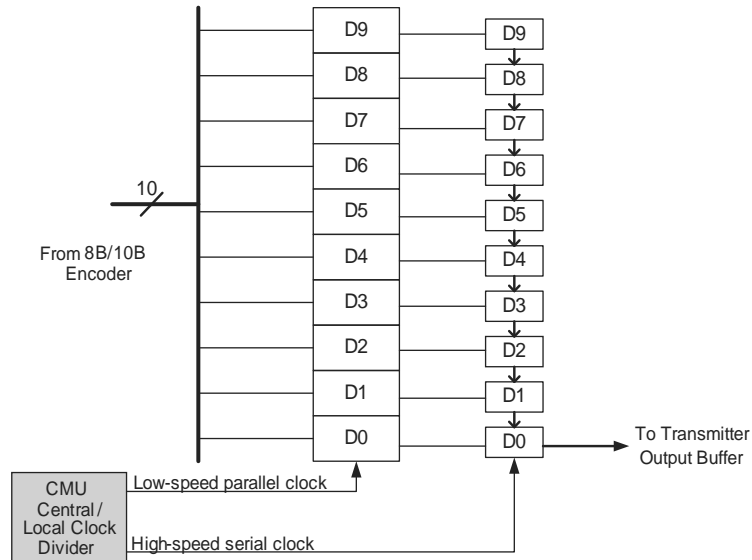 D9 D9
D8 D8
D7 D7
D6 D6
10
D5 D5
From 8B/10B
Encoder
D4 D4
D3 D3
D2 D2
D1 D1
D0 D0
To Transmitter
Output Buffer
CMU
Central/
Local Clock
Divider
Low-speed parallel clock
High-speed serial clock